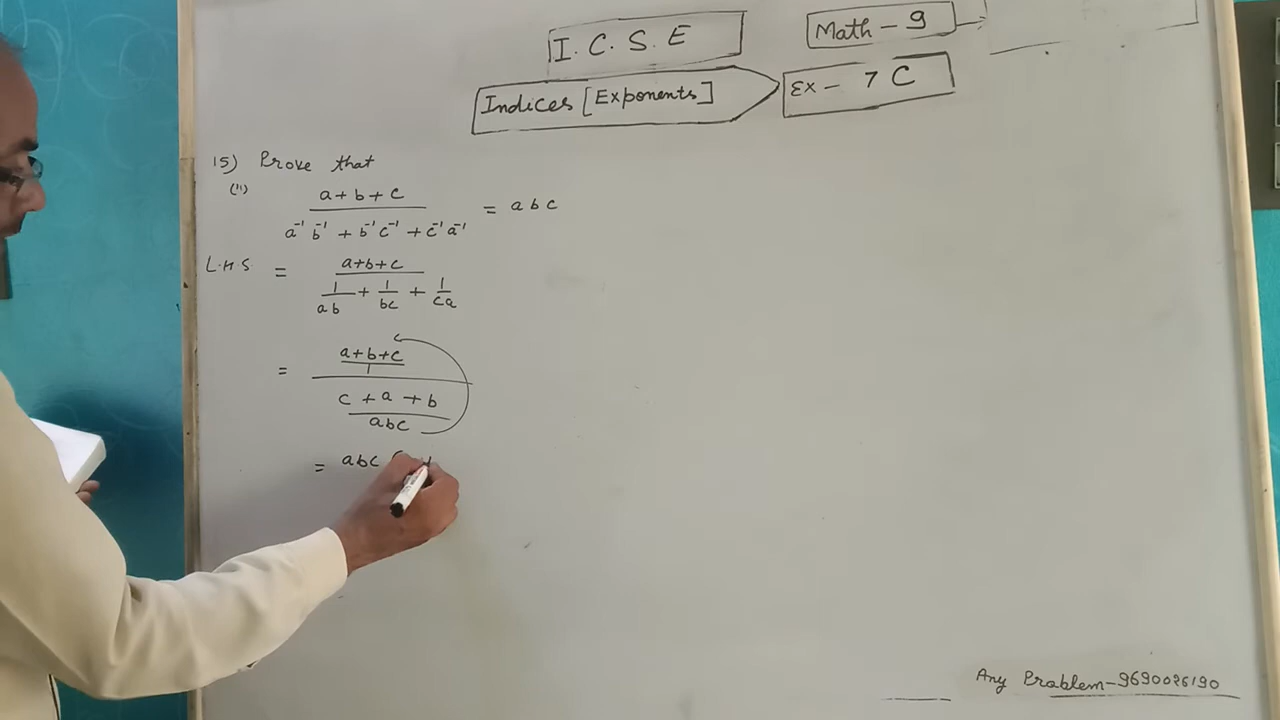 I.C.S.E
Math - 9
Indices [Exponents]
Ex - 7 C
15) Prove that
(ii)
a+b+c
= abc
a⁻¹ b⁻¹ + b⁻¹ c⁻¹ + c⁻¹ a⁻¹
L.H.S = a+b+c
1/ab + 1/bc + 1/ca
= a+b+c
1
c + a + b
abc
= abc (
Any Problem-9690026190